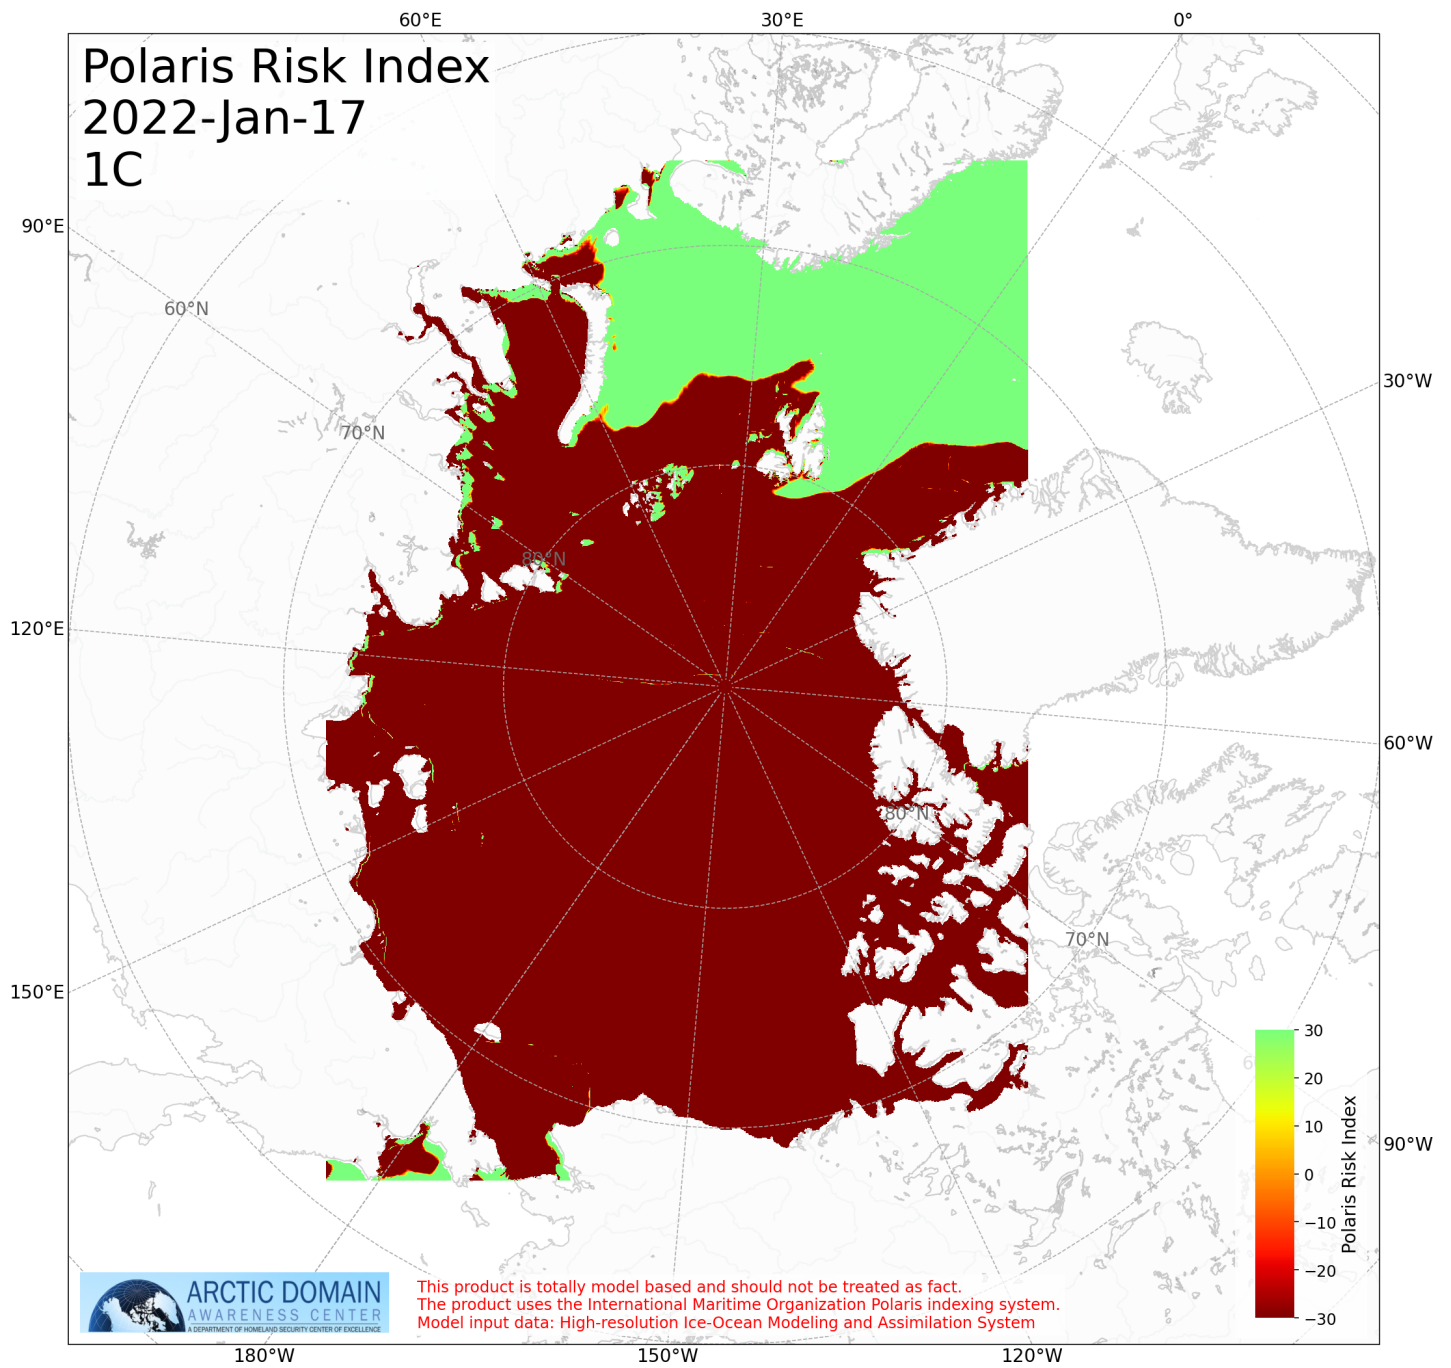 60°E
30°E
0°
Polaris Risk Index
2022-Jan-17
1C
90°E
60°N
30°W
70°N
80°N
120°E
60°W
80°N
70°N
150°E
30
20
10
0
−10
−20
−30
Polaris Risk Index
90°W
ARCTIC DOMAIN
AWARENESS CENTER
A DEPARTMENT OF HOMELAND SECURITY CENTER OF EXCELLENCE
This product is totally model based and should not be treated as fact.
The product uses the International Maritime Organization Polaris indexing system.
Model input data: High-resolution Ice-Ocean Modeling and Assimilation System
180°W
150°W
120°W